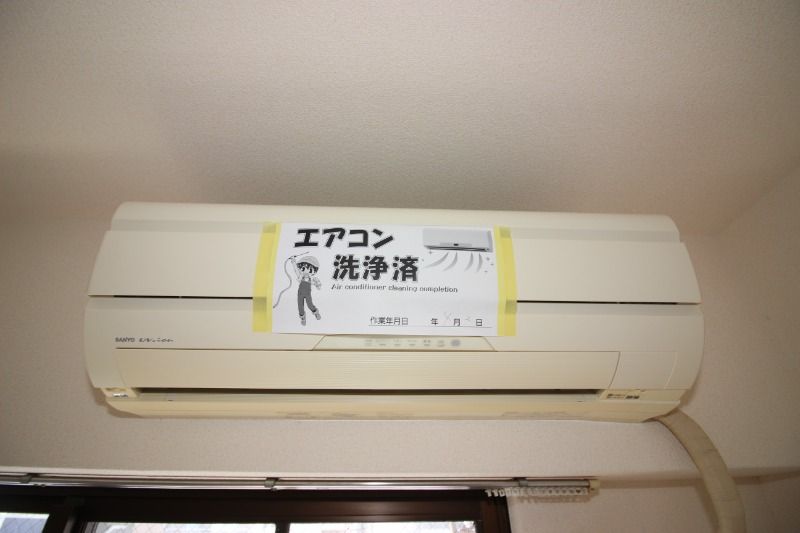 エアコン
洗浄済
Air conditioner cleaning completion
作業年月日 年 月 日
SANYO